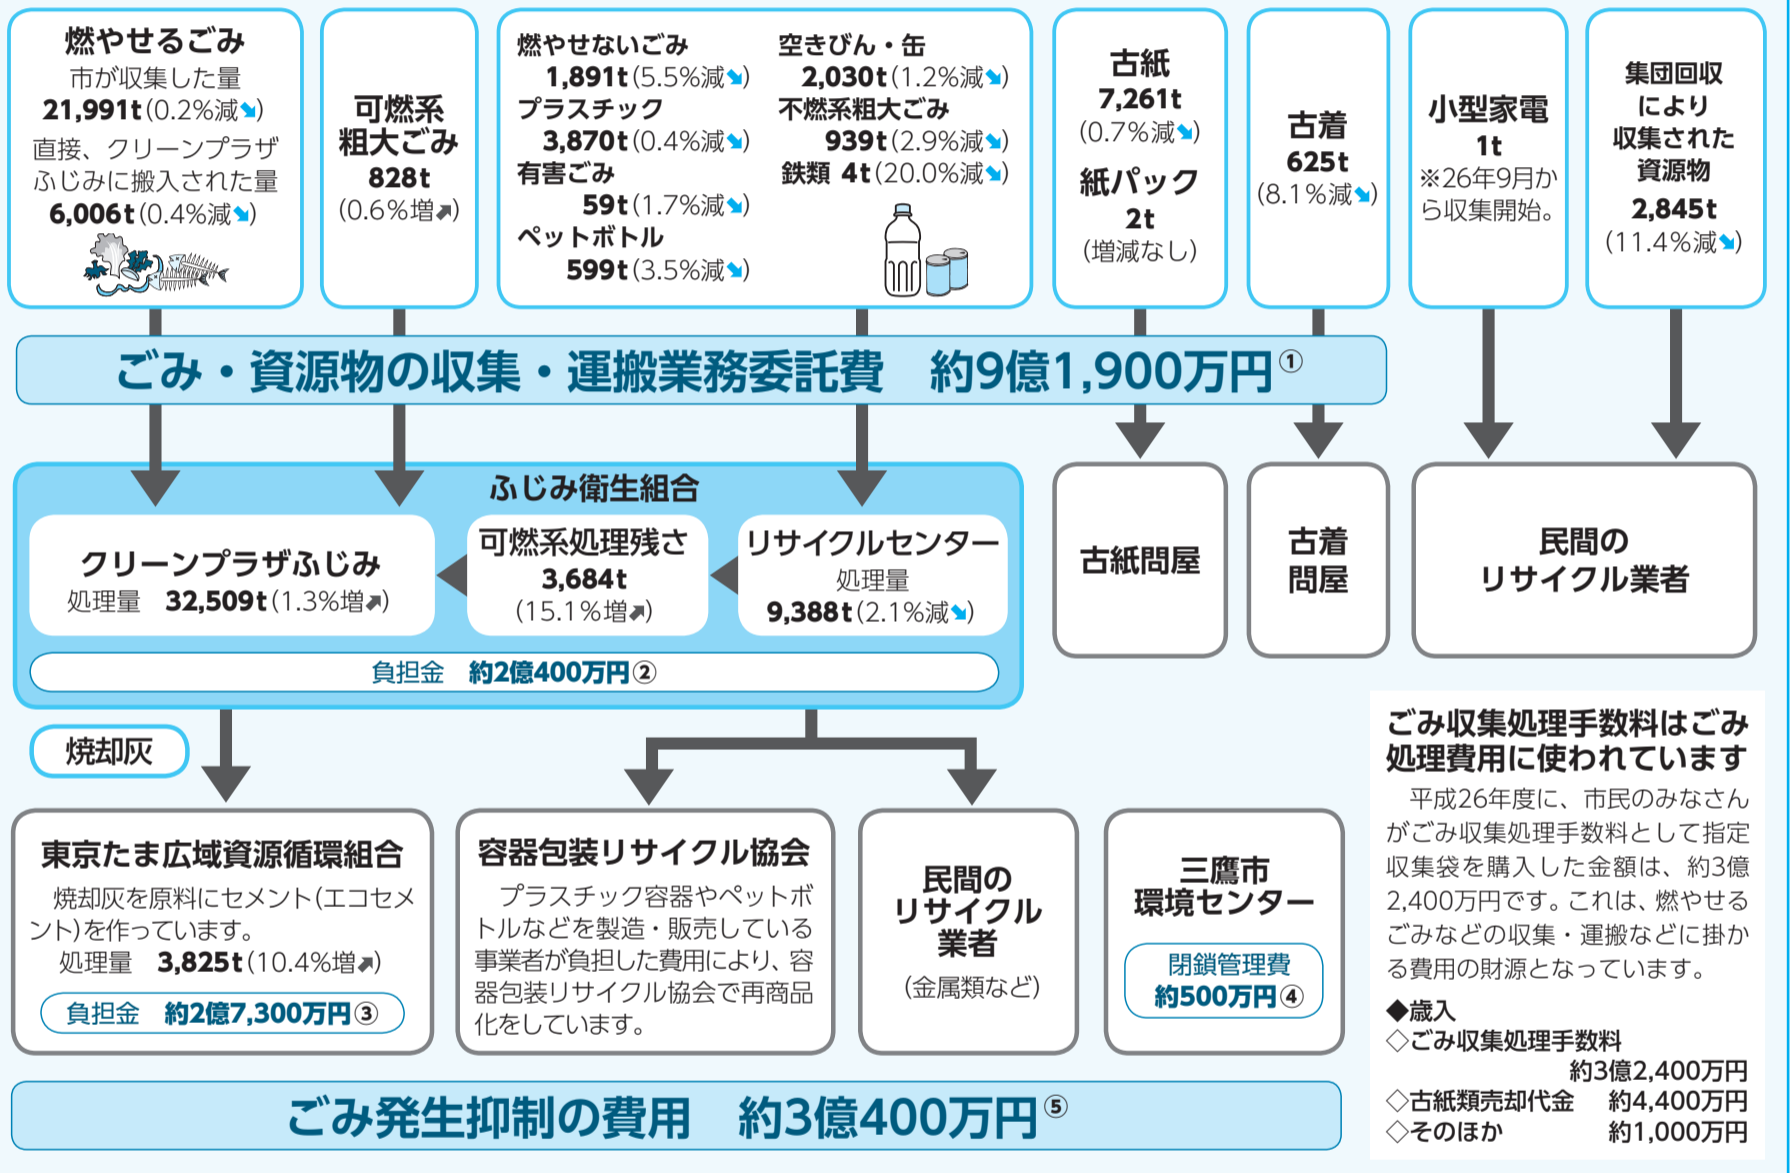 燃やせるごみ
市が収集した量
21,991t(0.2%減➘)
直接、クリーンプラザ
ふじみに搬入された量
6,006t(0.4%減➘)
可燃系
粗大ごみ
828t
(0.6%増➚)
燃やせないごみ
1,891t(5.5%減➘)
プラスチック
3,870t(0.4%減➘)
有害ごみ
59t(1.7%減➘)
ペットボトル
599t(3.5%減➘)
空きびん・缶
2,030t(1.2%減➘)
不燃系粗大ごみ
939t(2.9%減➘)
鉄類 4t(20.0%減➘)
古紙
7,261t
(0.7%減➘)
紙パック
2t
(増減なし)
古着
625t
(8.1%減➘)
小型家電
1t
※26年9月か
ら収集開始。
集団回収
により
収集された
資源物
2,845t
(11.4%減➘)
ごみ・資源物の収集・運搬業務委託費 約9億1,900万円①
ふじみ衛生組合
クリーンプラザふじみ
処理量 32,509t(1.3%増➚)
可燃系処理残さ
3,684t
(15.1%増➚)
リサイクルセンター
処理量
9,388t(2.1%減➘)
負担金 約2億400万円②
古紙問屋
古着
問屋
民間の
リサイクル業者
焼却灰
東京たま広域資源循環組合
焼却灰を原料にセメント(エコセメ
ント)を作っています。
処理量 3,825t(10.4%増➚)
負担金 約2億7,300万円③
容器包装リサイクル協会
プラスチック容器やペットボ
トルなどを製造・販売している
事業者が負担した費用により、容
器包装リサイクル協会で再商品
化をしています。
民間の
リサイクル
業者
(金属類など)
三鷹市
環境センター
閉鎖管理費
約500万円④
ごみ発生抑制の費用 約3億400万円⑤
ごみ収集処理手数料はごみ
処理費用に使われています
平成26年度に、市民のみなさん
がごみ収集処理手数料として指定
収集袋を購入した金額は、約3億
2,400万円です。これは、燃やせる
ごみなどの収集・運搬などに掛か
る費用の財源となっています。
◆歳入
◇ごみ収集処理手数料
約3億2,400万円
◇古紙類売却代金 約4,400万円
◇そのほか 約1,000万円